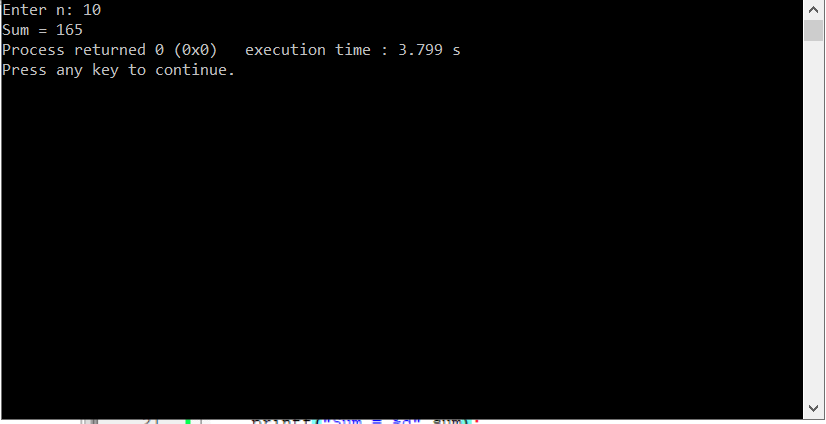 Enter n: 10
Sum = 165
Process returned 0 (0x0)   execution time : 3.799 s
Press any key to continue.
printf("Sum = %d",sum);